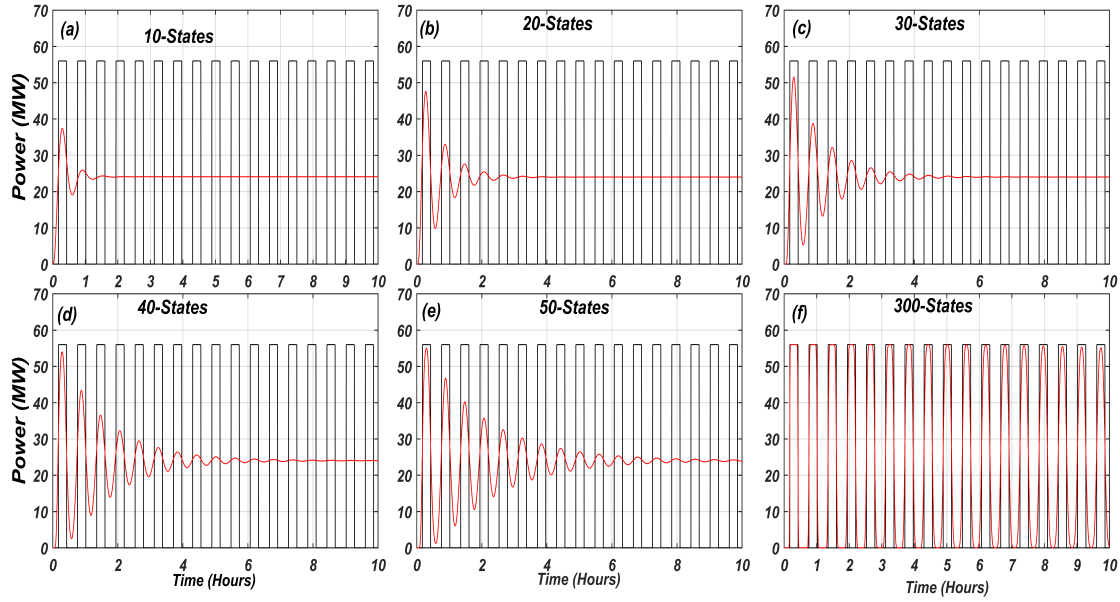 (a) 10-States
(b) 20-States
(c) 30-States
Power (MW)
70
60
50
40
30
20
10
0
0 1 2 3 4 5 6 7 8 9 10
70
60
50
40
30
20
10
0
0 2 4 6 8 10
70
60
50
40
30
20
10
0
0 2 4 6 8 10
(d) 40-States
(e) 50-States
(f) 300-States
Power (MW)
70
60
50
40
30
20
10
0
0 2 4 6 8 10
Time (Hours)
70
60
50
40
30
20
10
0
0 2 4 6 8 10
Time (Hours)
70
60
50
40
30
20
10
0
0 1 2 3 4 5 6 7 8 9 10
Time (Hours)